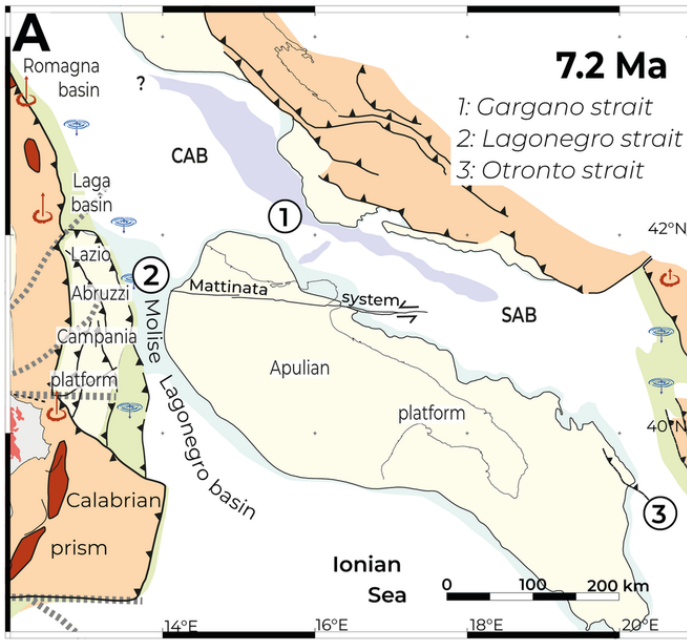 A
7.2 Ma
1: Gargano strait
2: Lagonegro strait
3: Otronto strait
Romagna
basin
?
CAB
Laga
basin
1
42°N
Lazio
2
Abruzzi
Mattinata
system
SAB
Molise
Campania
Apulian
platform
platform
Lagonegro basin
40°N
Calabrian
prism
3
Ionian
Sea
0 100 200 km
14°E
16°E
18°E
20°E